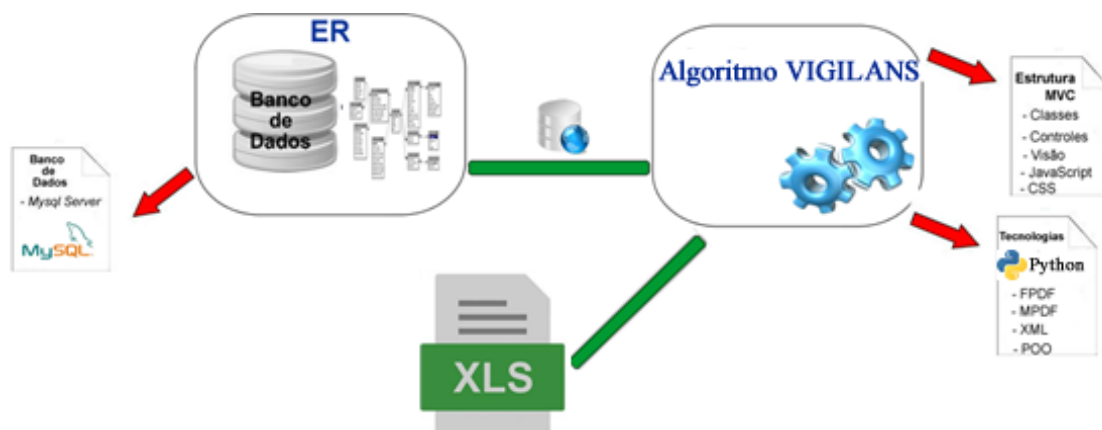 ER
Banco
de
Dados
Algoritmo VIGILANS
Estrutura
MVC
- Classes
- Controles
- Visão
- JavaScript
- CSS
Banco
de
Dados
- Mysql Server
MySQL
Tecnologias
Python
- FPDF
- MPDF
- XML
- POO
XLS